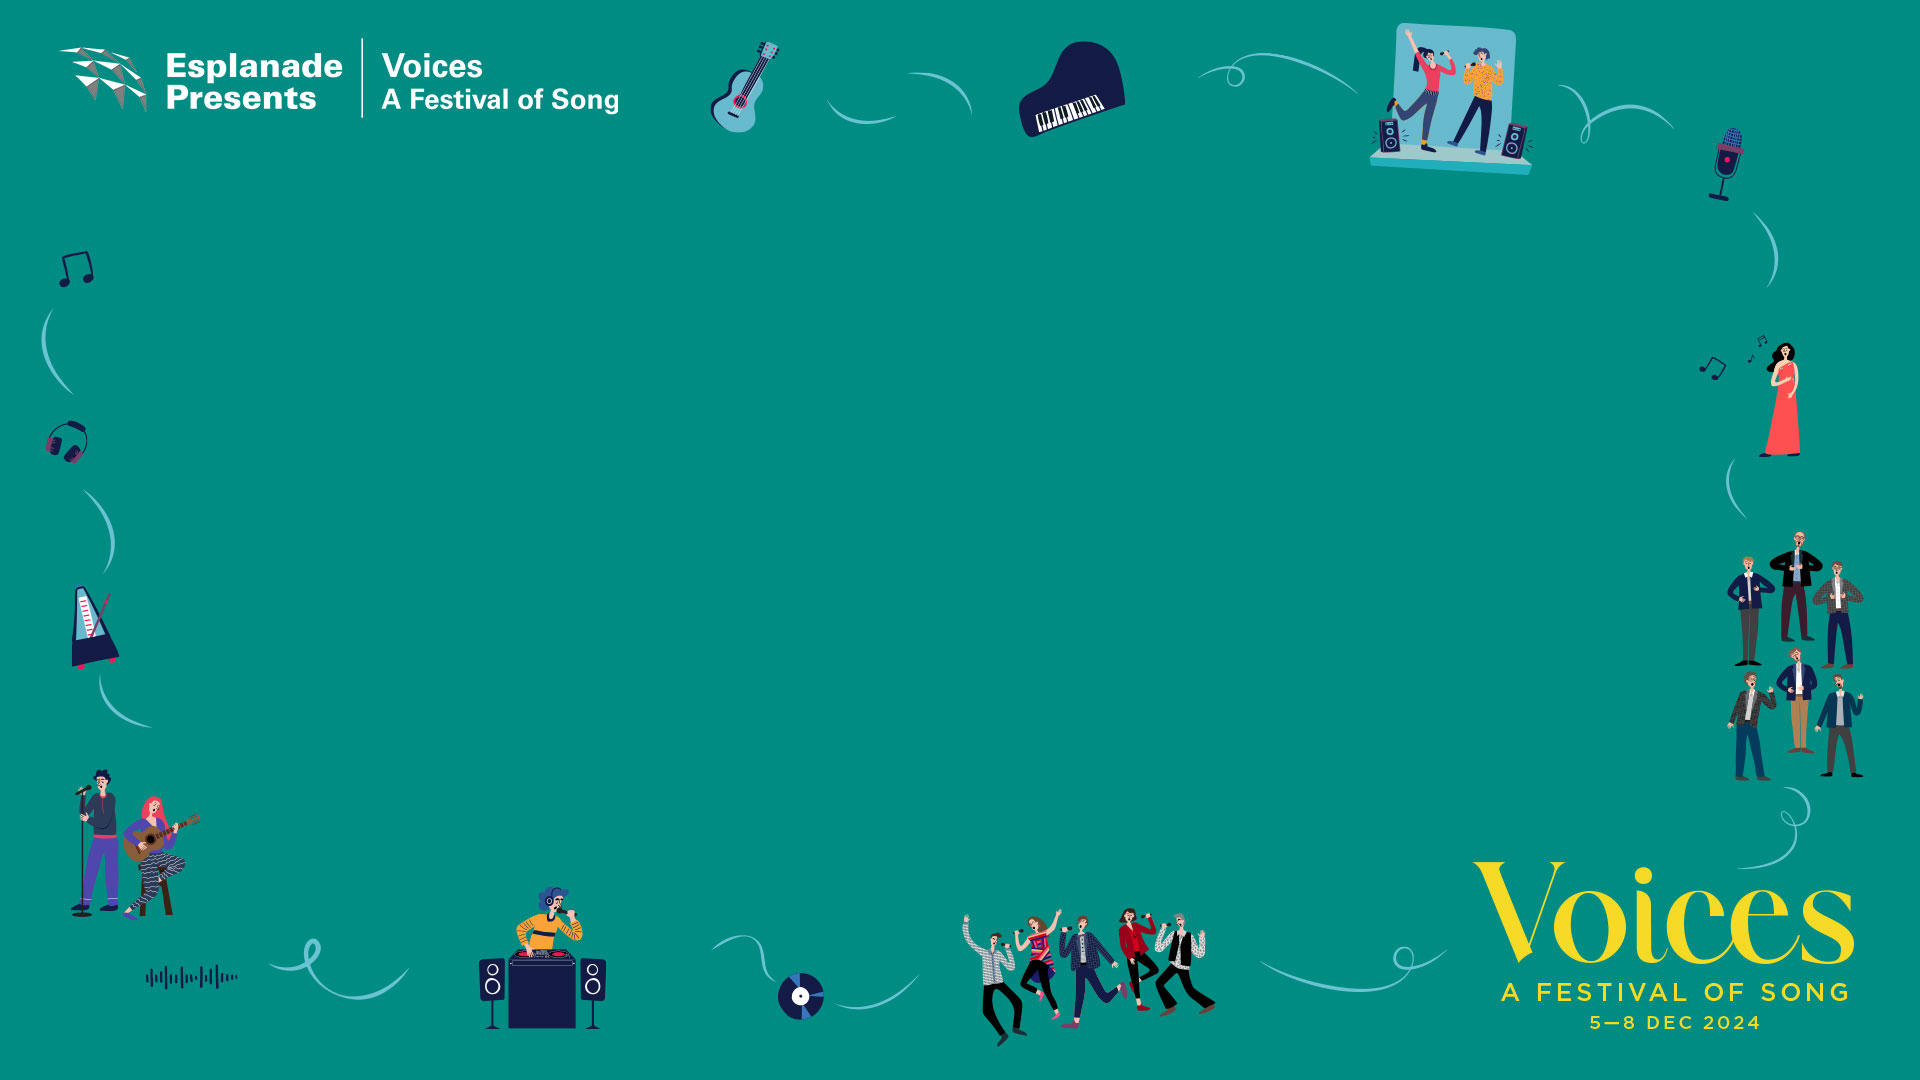 Esplanade
Presents
Voices
A Festival of Song
Voices
A FESTIVAL OF SONG
5—8 DEC 2024